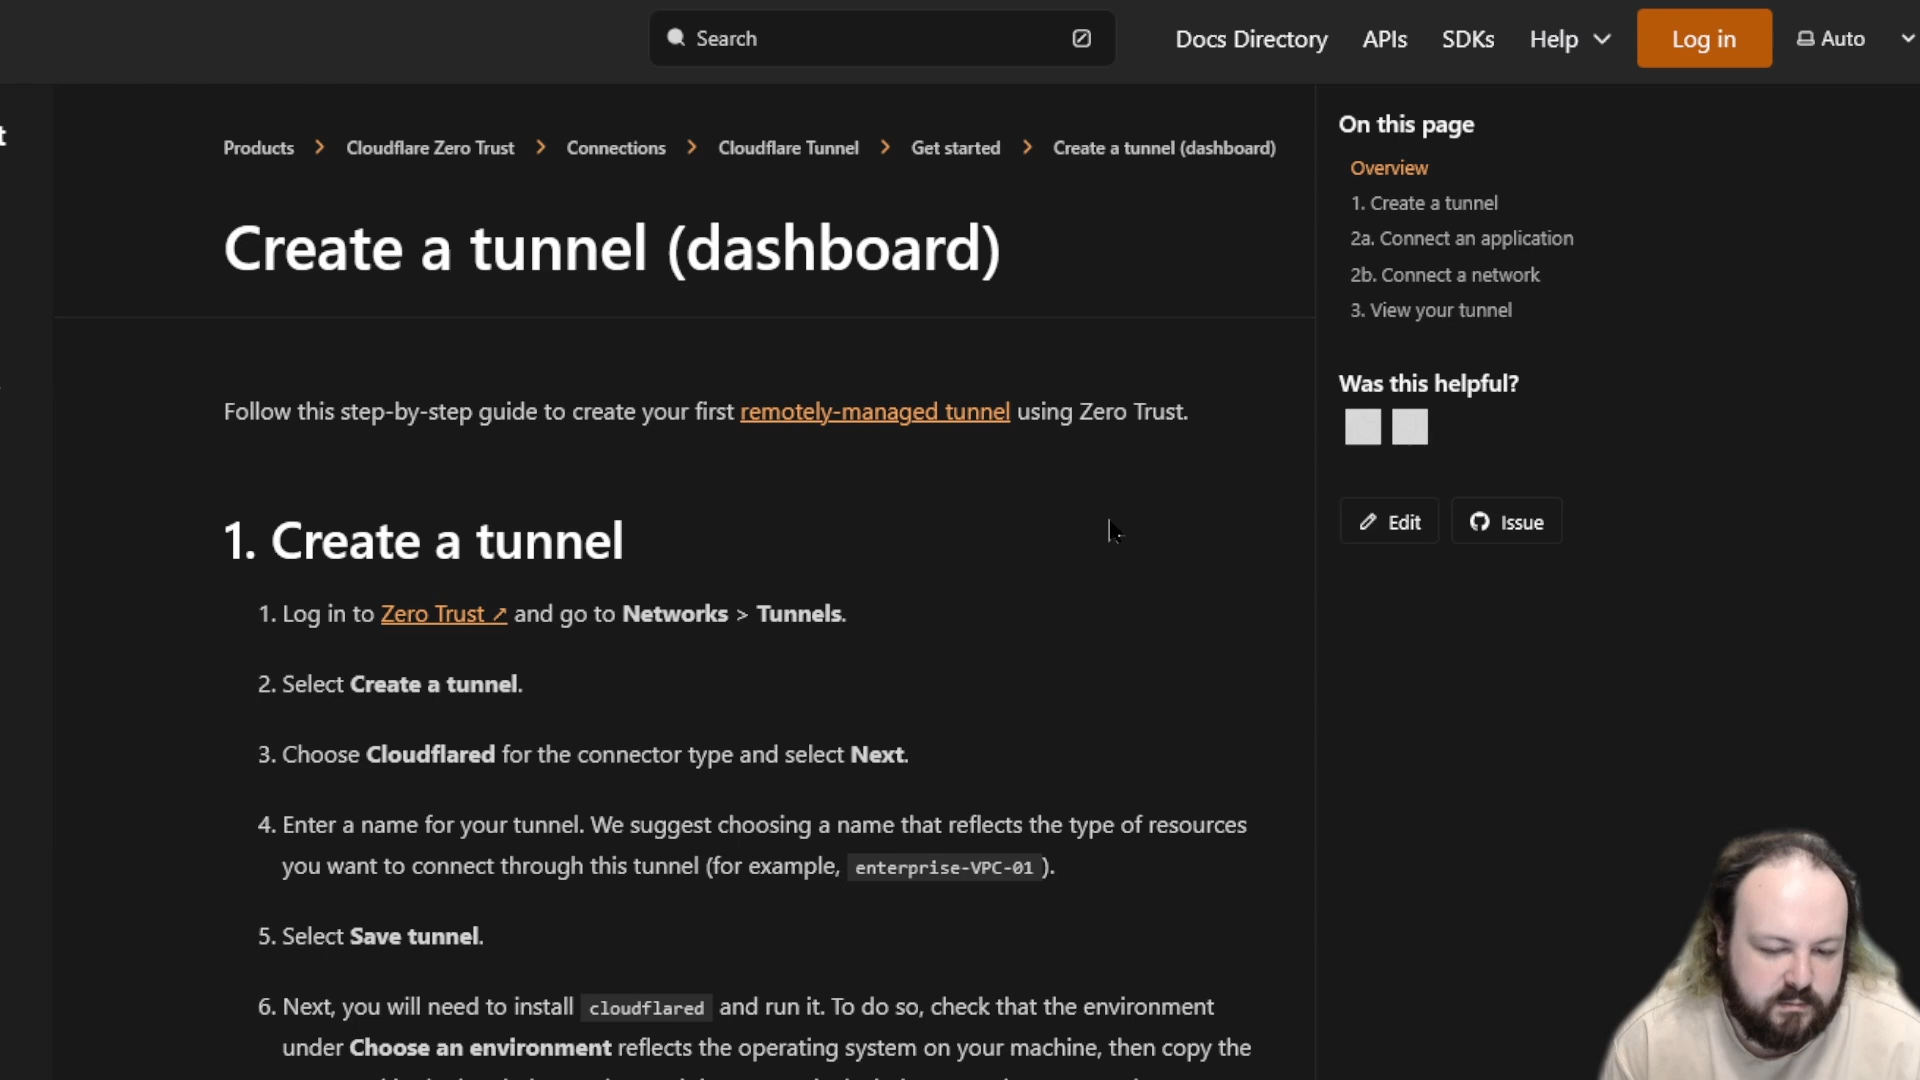 Search
Docs Directory
APIs
SDKs
Help
Log in
Auto
t
Products > Cloudflare Zero Trust > Connections > Cloudflare Tunnel > Get started > Create a tunnel (dashboard)
Create a tunnel (dashboard)
Follow this step-by-step guide to create your first remotely-managed tunnel using Zero Trust.
1. Create a tunnel
1. Log in to Zero Trust ↗ and go to Networks > Tunnels.
2. Select Create a tunnel.
3. Choose Cloudflared for the connector type and select Next.
4. Enter a name for your tunnel. We suggest choosing a name that reflects the type of resources
you want to connect through this tunnel (for example, enterprise-VPC-01 ).
5. Select Save tunnel.
6. Next, you will need to install cloudflared and run it. To do so, check that the environment
under Choose an environment reflects the operating system on your machine, then copy the
On this page
Overview
1. Create a tunnel
2a. Connect an application
2b. Connect a network
3. View your tunnel
Was this helpful?
Edit
Issue